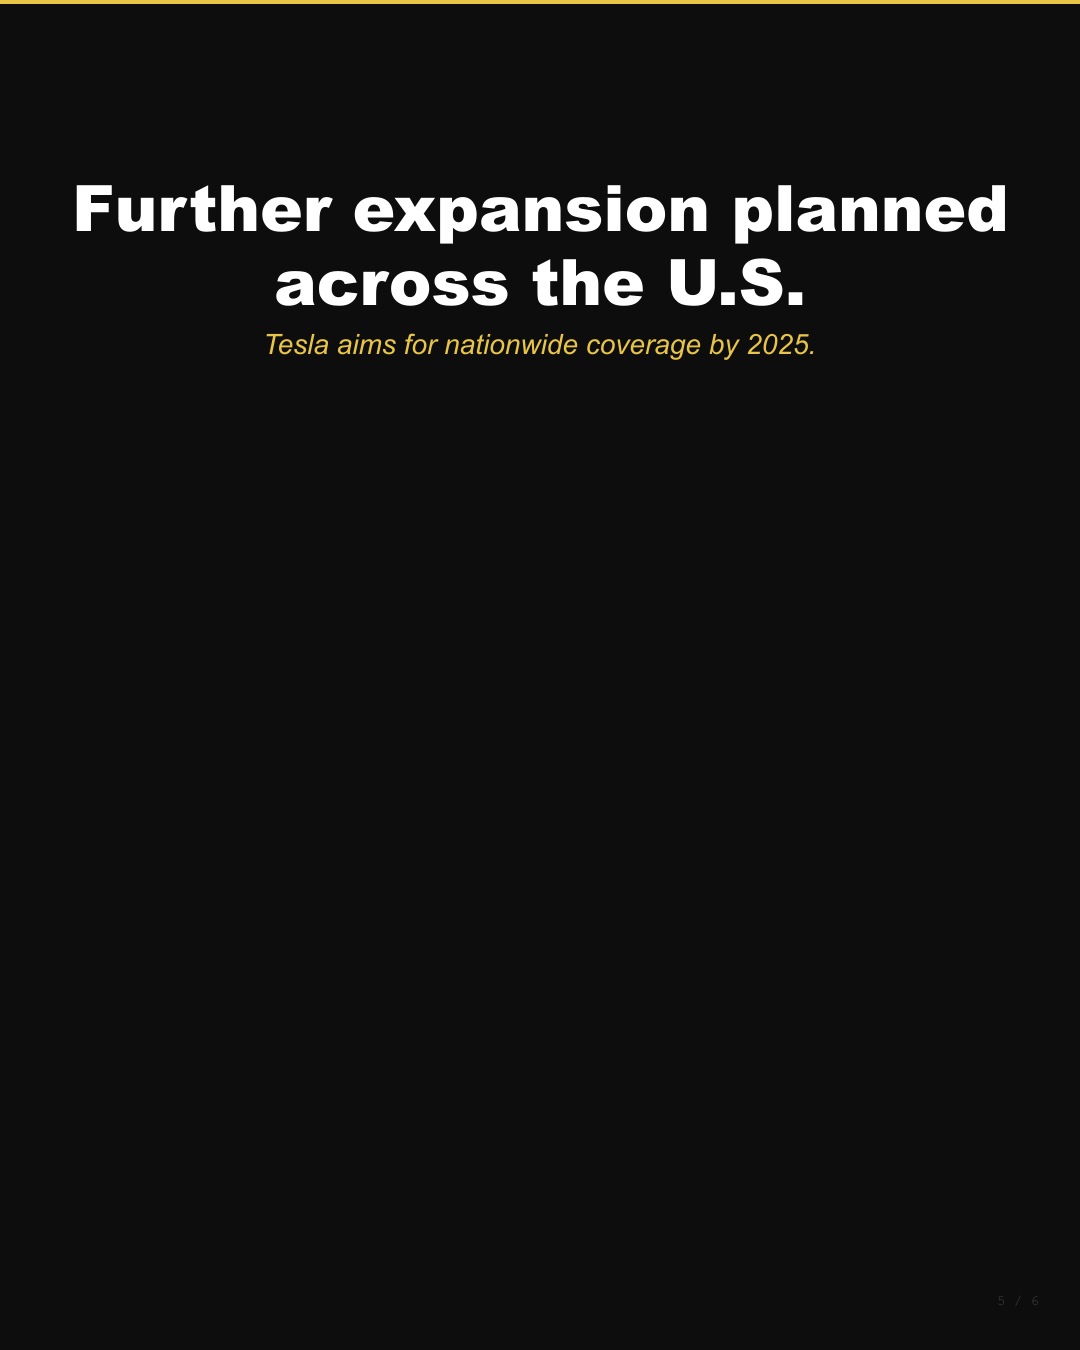 Further expansion planned
across the U.S.
Tesla aims for nationwide coverage by 2025.
5 / 6